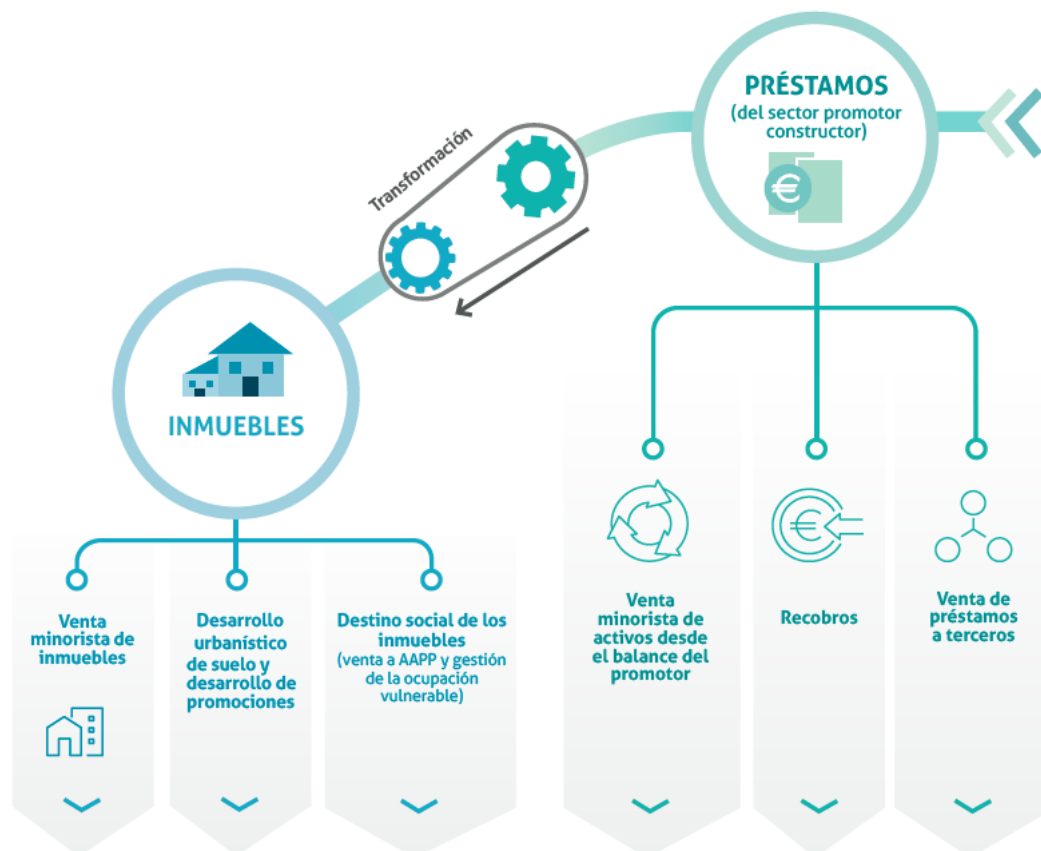 PRÉSTAMOS
(del sector promotor
constructor)
€
Transformación
INMUEBLES
Venta
minorista de
inmuebles
Desarrollo
urbanístico
de suelo y
desarrollo de
promociones
Destino social de los
inmuebles
(venta a AAPP y gestión
de la ocupación
vulnerable)
Venta
minorista de
activos desde
el balance del
promotor
€
Recobros
Venta de
préstamos
a terceros